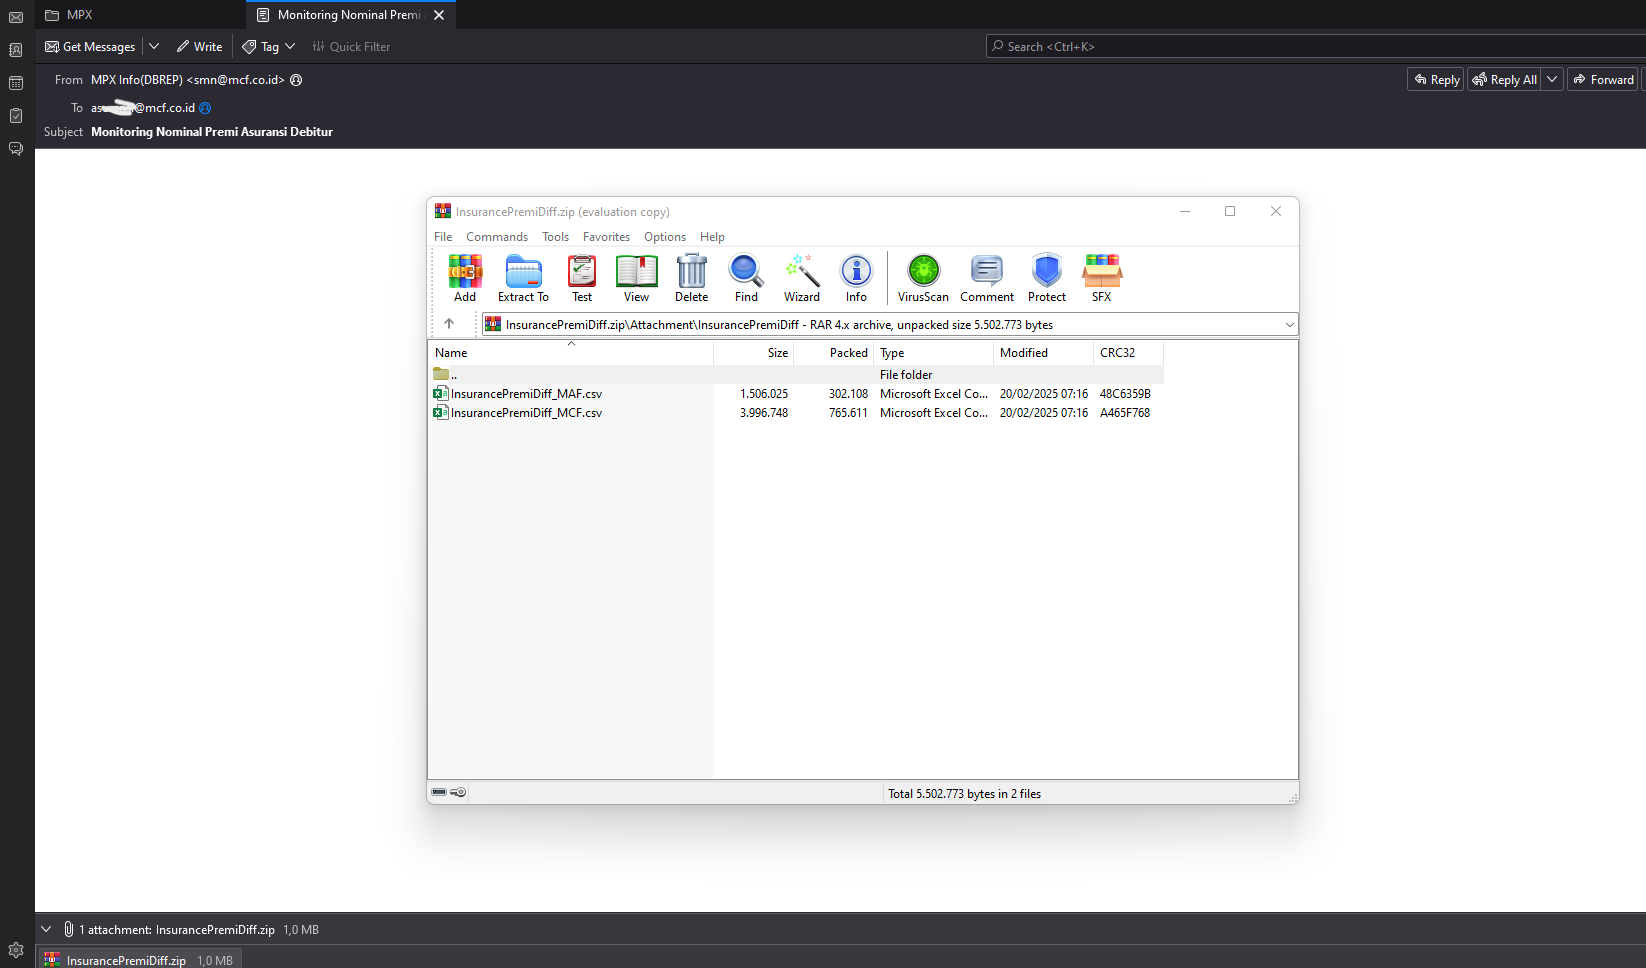 MPX
Monitoring Nominal Premi
Get Messages Write Tag Quick Filter Search <Ctrl+K>
From MPX Info(DBREP) <smn@mcf.co.id> Reply Reply All Forward
To @mcf.co.id
Subject Monitoring Nominal Premi Asuransi Debitur
InsurancePremiDiff.zip (evaluation copy)
File Commands Tools Favorites Options Help
Add Extract To Test View Delete Find Wizard Info VirusScan Comment Protect SFX
InsurancePremiDiff.zip\Attachment\InsurancePremiDiff - RAR 4.x archive, unpacked size 5.502.773 bytes
Name Size Packed Type Modified CRC32
.. File folder
InsurancePremiDiff_MAF.csv 1.506.025 302.108 Microsoft Excel Co... 20/02/2025 07:16 48C6359B
InsurancePremiDiff_MCF.csv 3.996.748 765.611 Microsoft Excel Co... 20/02/2025 07:16 A465F768
Total 5.502.773 bytes in 2 files
1 attachment: InsurancePremiDiff.zip 1,0 MB
InsurancePremiDiff.zip 1,0 MB